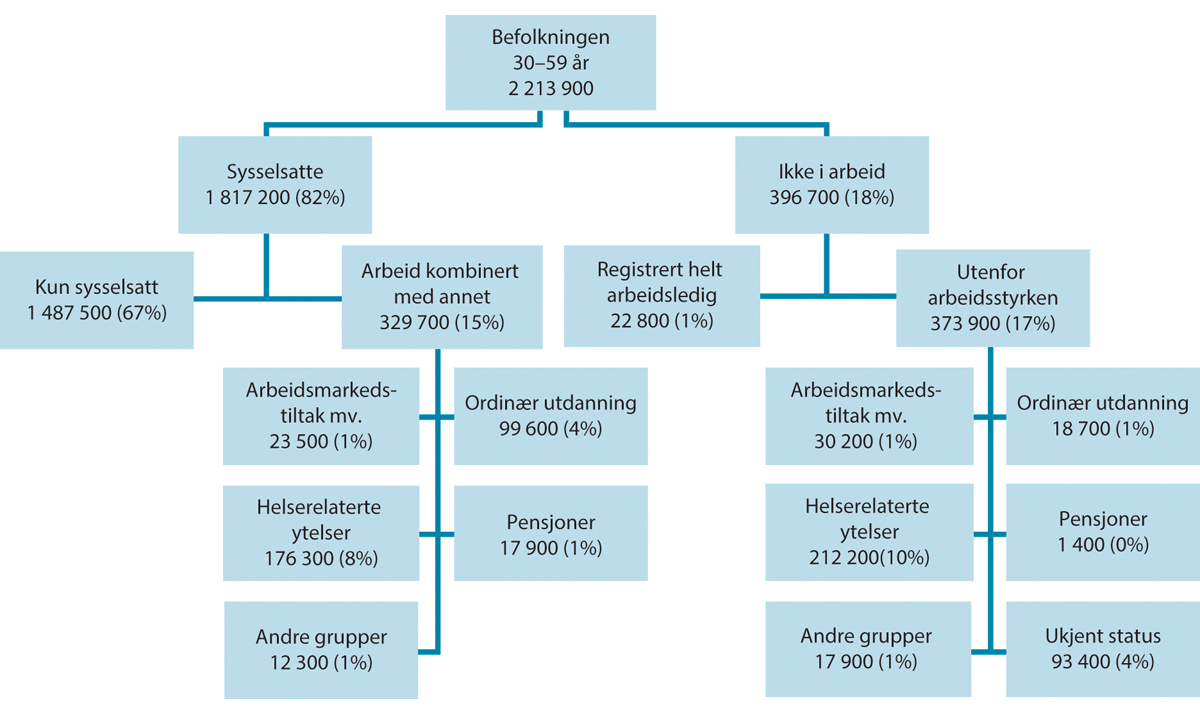 Befolkningen
30–59 år
2 213 900
Sysselsatte
1 817 200 (82%)
Ikke i arbeid
396 700 (18%)
Kun sysselsatt
1 487 500 (67%)
Arbeid kombinert
med annet
329 700 (15%)
Registrert helt
arbeidsledig
22 800 (1%)
Utenfor
arbeidsstyrken
373 900 (17%)
Arbeidsmarkeds-
tiltak mv.
23 500 (1%)
Ordinær utdanning
99 600 (4%)
Helserelaterte
ytelser
176 300 (8%)
Pensjoner
17 900 (1%)
Andre grupper
12 300 (1%)
Arbeidsmarkeds-
tiltak mv.
30 200 (1%)
Ordinær utdanning
18 700 (1%)
Helserelaterte
ytelser
212 200(10%)
Pensjoner
1 400 (0%)
Andre grupper
17 900 (1%)
Ukjent status
93 400 (4%)